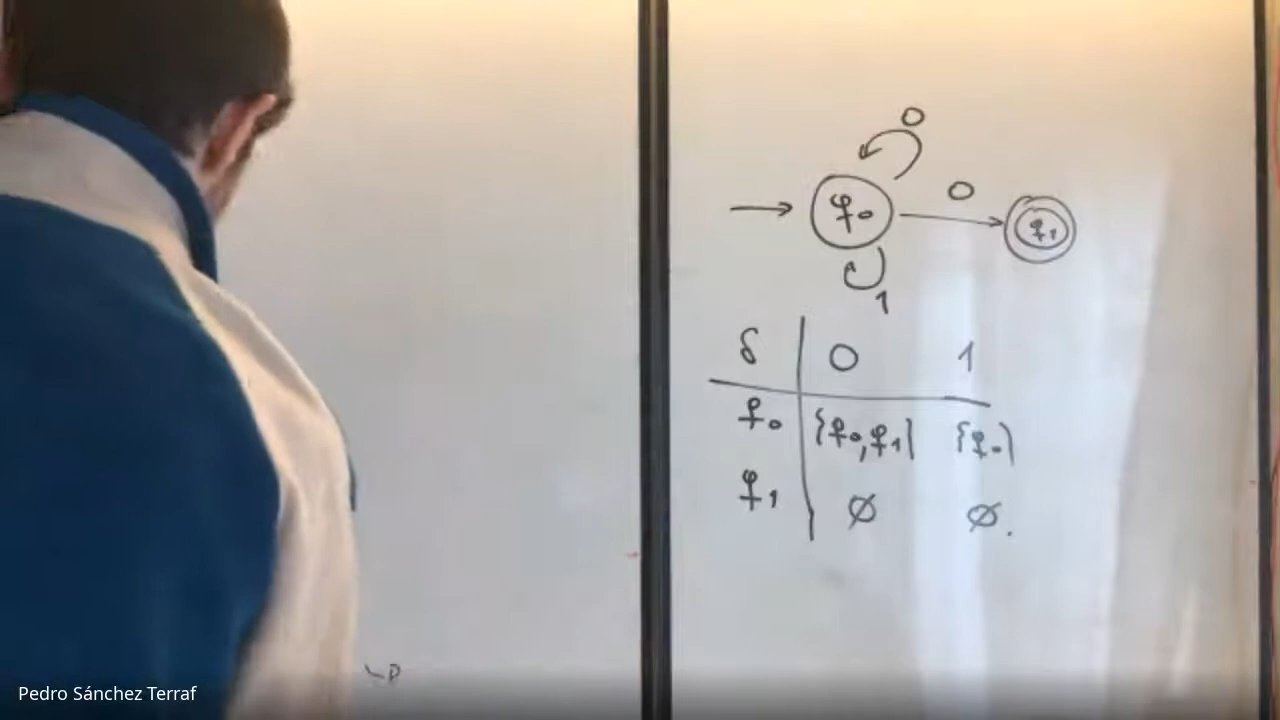 0
→ q₀ 0 q₁
1
δ 0 1
q₀ {q₀,q₁} {q₀}
q₁ ∅ ∅.
Pedro Sánchez Terraf